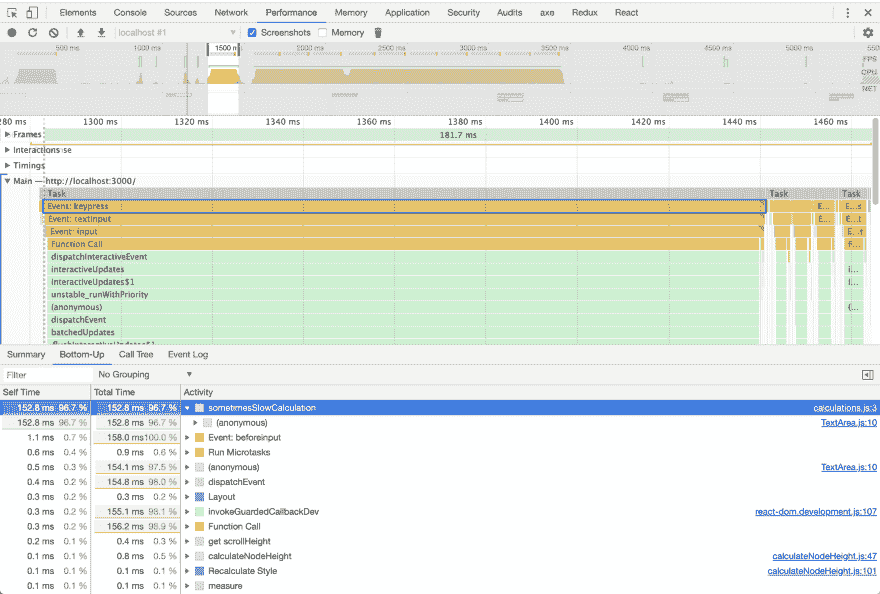 Elements Console Sources Network Performance Memory Application Security Audits axe Redux React
localhost #1 Screenshots Memory
500 ms 1000 ms 1500 ms 2000 ms 2500 ms 3000 ms 3500 ms 4000 ms 4500 ms 5000 ms
FPS
CPU
NET
280 ms 1300 ms 1320 ms 1340 ms 1360 ms 1380 ms 1400 ms 1420 ms 1440 ms 1460 ms
Frames 181.7 ms
Interactions
Timings
Main — http://localhost:3000/
Task Task Task
Event: keypress E... E...s
Event: textInput E... E...t
Event: input E...t
Function Call F...
dispatchInteractiveEvent
interactiveUpdates i...
interactiveUpdates$1 I...
unstable_runWithPriority
(anonymous) (...
dispatchEvent
batchedUpdates
Summary Bottom-Up Call Tree Event Log
Filter No Grouping
Self Time Total Time Activity
152.8 ms 96.7 % 152.8 ms 96.7 % sometimesSlowCalculation calculations.js:3
152.8 ms 96.7 % 152.8 ms 96.7 % (anonymous) TextArea.js:10
1.1 ms 0.7 % 158.0 ms 100.0 % Event: beforeinput
0.6 ms 0.4 % 0.9 ms 0.6 % Run Microtasks
0.5 ms 0.3 % 154.1 ms 97.5 % (anonymous) TextArea.js:10
0.4 ms 0.2 % 154.8 ms 98.0 % dispatchEvent
0.3 ms 0.2 % 0.3 ms 0.2 % Layout
0.3 ms 0.2 % 155.1 ms 98.1 % invokeGuardedCallbackDev react-dom.development.js:107
0.3 ms 0.2 % 156.2 ms 98.9 % Function Call
0.2 ms 0.1 % 0.4 ms 0.3 % get scrollHeight
0.1 ms 0.1 % 0.8 ms 0.5 % calculateNodeHeight calculateNodeHeight.js:47
0.1 ms 0.1 % 0.1 ms 0.1 % Recalculate Style calculateNodeHeight.js:101
0.1 ms 0.1 % 0.1 ms 0.1 % measure